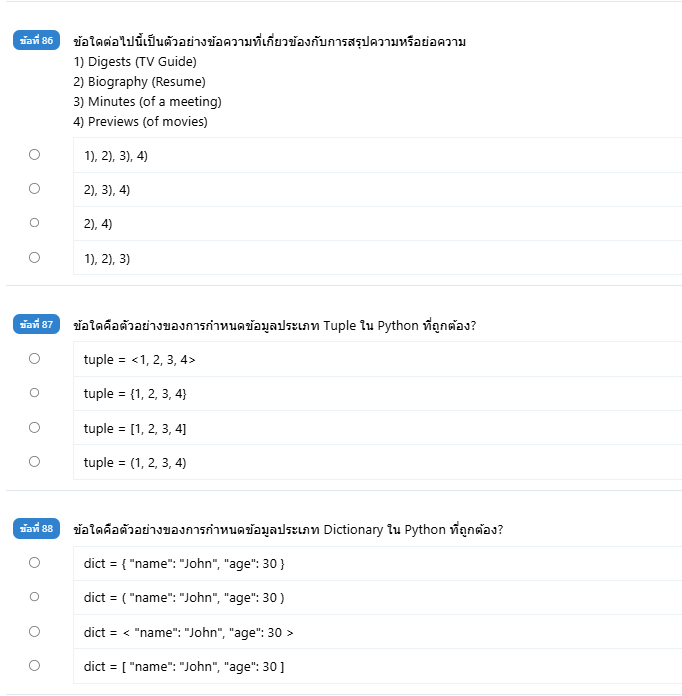 ข้อที่ 86 ข้อใดต่อไปนี้เป็นตัวอย่างข้อความที่เกี่ยวข้องกับการสรุปความหรือย่อความ
1) Digests (TV Guide)
2) Biography (Resume)
3) Minutes (of a meeting)
4) Previews (of movies)
1), 2), 3), 4)
2), 3), 4)
2), 4)
1), 2), 3)
ข้อที่ 87 ข้อใดคือตัวอย่างของการกำหนดข้อมูลประเภท Tuple ใน Python ที่ถูกต้อง?
tuple = <1, 2, 3, 4>
tuple = {1, 2, 3, 4}
tuple = [1, 2, 3, 4]
tuple = (1, 2, 3, 4)
ข้อที่ 88 ข้อใดคือตัวอย่างของการกำหนดข้อมูลประเภท Dictionary ใน Python ที่ถูกต้อง?
dict = { "name": "John", "age": 30 }
dict = ( "name": "John", "age": 30 )
dict = < "name": "John", "age": 30 >
dict = [ "name": "John", "age": 30 ]